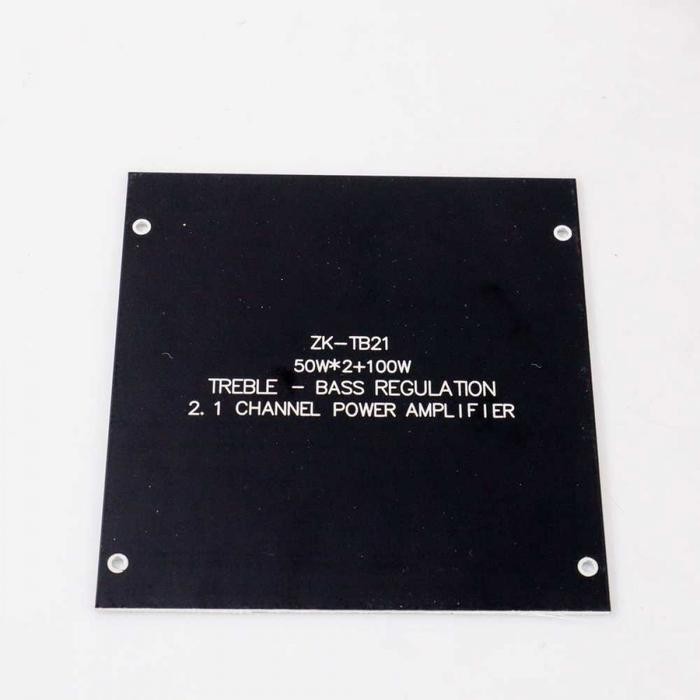 ZK-TB21
50W*2+100W
TREBLE - BASS REGULATION
2.1 CHANNEL POWER AMPLIFIER